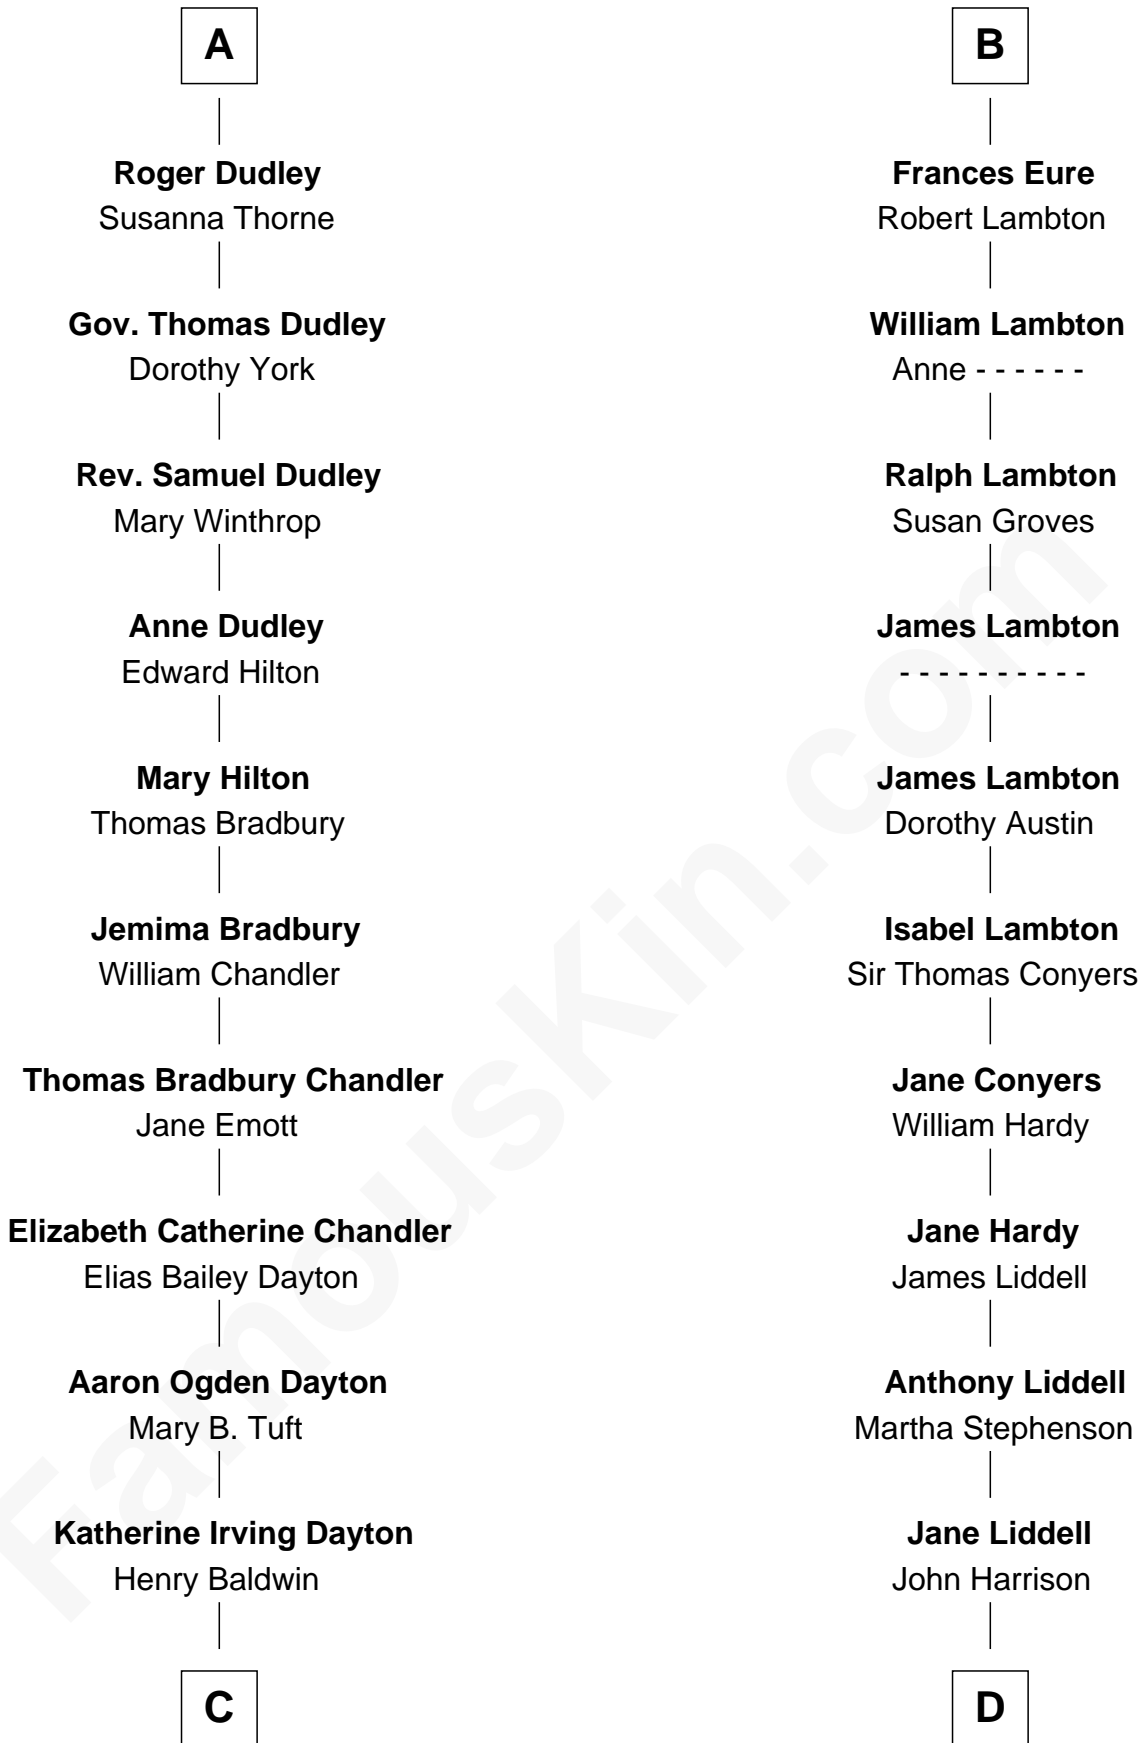 A
Roger Dudley
Susanna Thorne
Gov. Thomas Dudley
Dorothy York
Rev. Samuel Dudley
Mary Winthrop
Anne Dudley
Edward Hilton
Mary Hilton
Thomas Bradbury
Jemima Bradbury
William Chandler
Thomas Bradbury Chandler
Jane Emott
Elizabeth Catherine Chandler
Elias Bailey Dayton
Aaron Ogden Dayton
Mary B. Tuft
Katherine Irving Dayton
Henry Baldwin
C
B
Frances Eure
Robert Lambton
William Lambton
Anne - - - - - -
Ralph Lambton
Susan Groves
James Lambton
- - - - - - - - - -
James Lambton
Dorothy Austin
Isabel Lambton
Sir Thomas Conyers
Jane Conyers
William Hardy
Jane Hardy
James Liddell
Anthony Liddell
Martha Stephenson
Jane Liddell
John Harrison
D
FamousKin.com